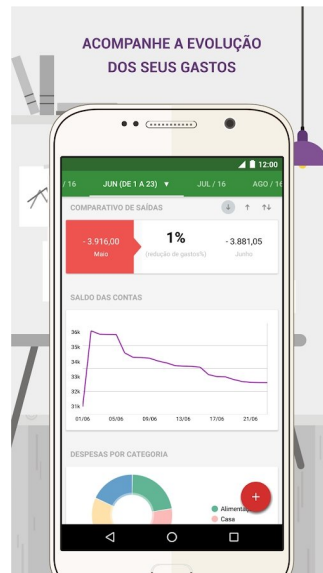 ACOMPANHE A EVOLUÇÃO
DOS SEUS GASTOS
12:00
/ 16 JUN (DE 1 A 23) ▼ JUL / 16 AGO / 16
COMPARATIVO DE SAÍDAS
- 3.916,00 1% - 3.881,05
Maio (redução de gastos%) Junho
SALDO DAS CONTAS
36k
35k
34k
33k
32k
31k
01/06 05/06 09/06 13/06 17/06 21/06
DESPESAS POR CATEGORIA
Casa